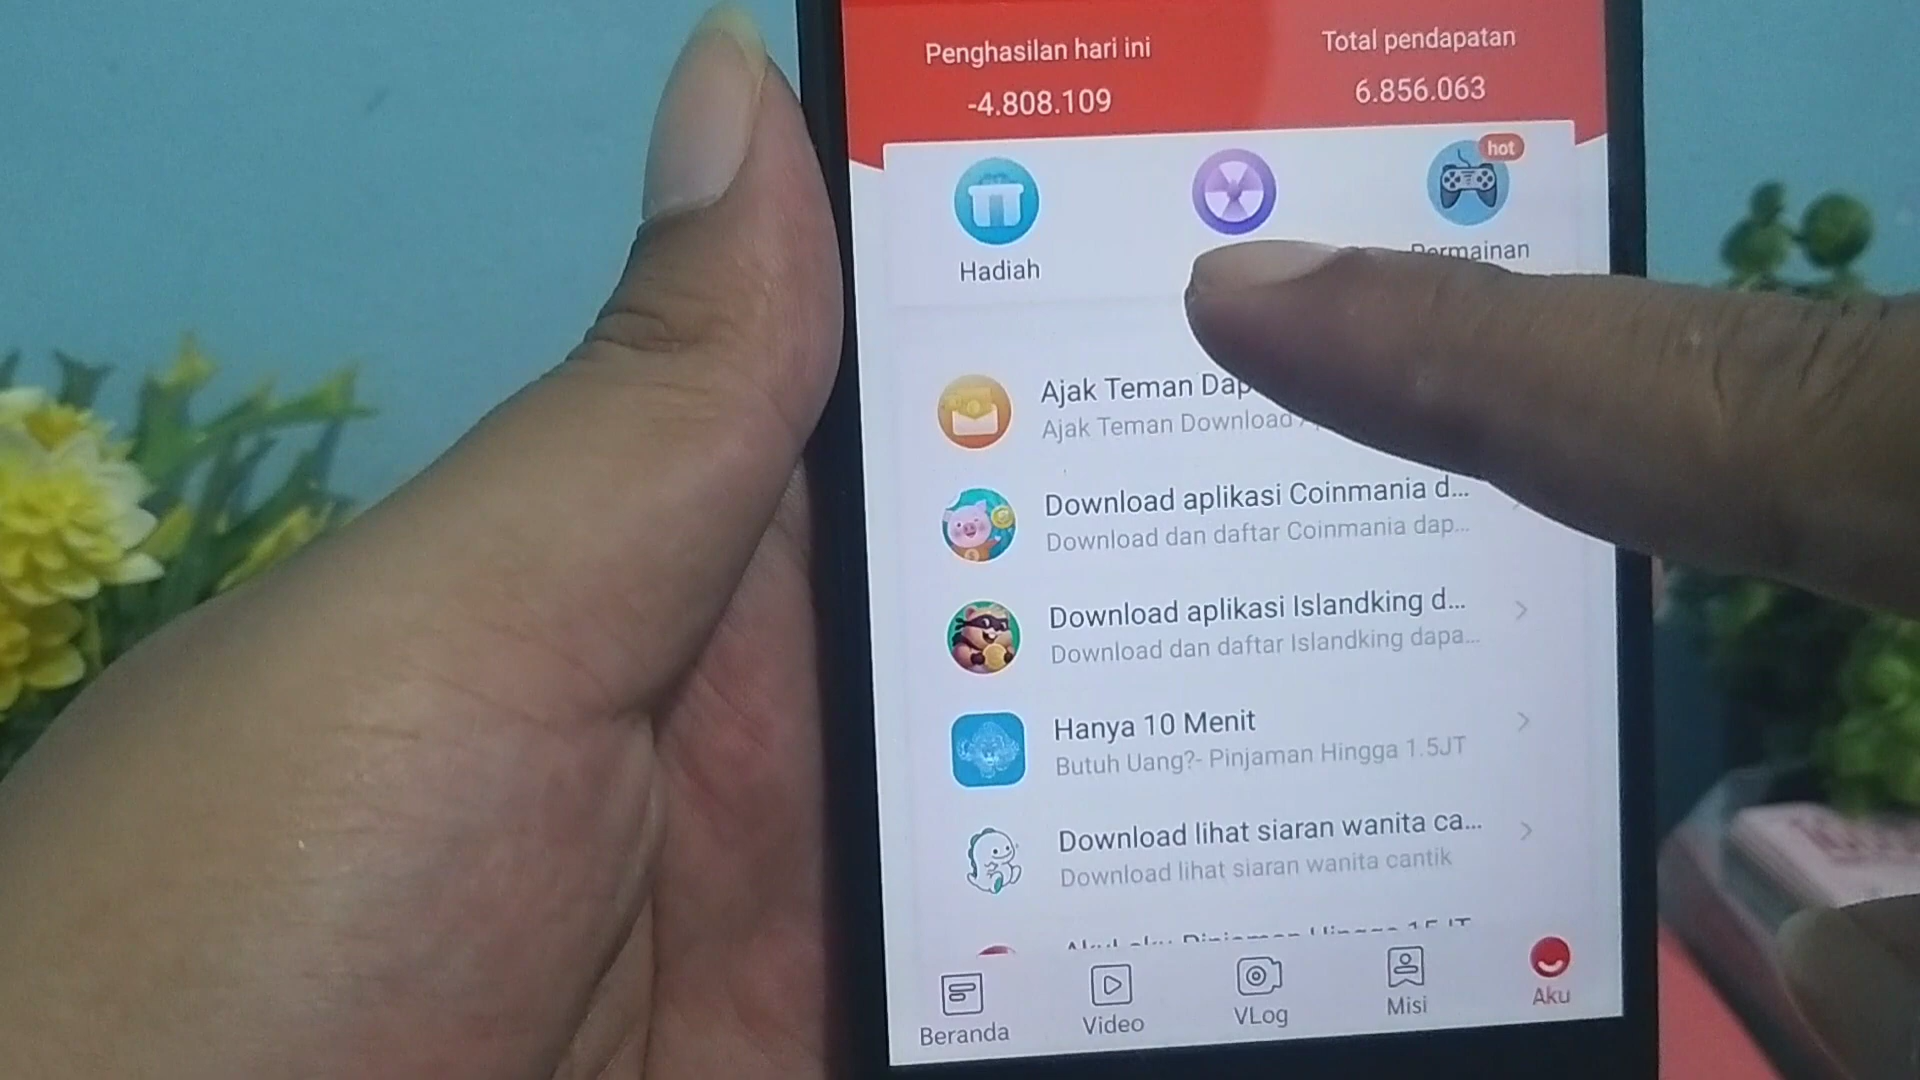 Penghasilan hari ini
Total pendapatan
-4.808.109
6.856.063
hot
Hadiah
Permainan
Ajak Teman Dap
Ajak Teman Download
Download aplikasi Coinmania d...
Download dan daftar Coinmania dap...
Download aplikasi Islandking d...
Download dan daftar Islandking dapa...
Hanya 10 Menit
Butuh Uang?- Pinjaman Hingga 1.5JT
Download lihat siaran wanita ca...
Download lihat siaran wanita cantik
Beranda
Video
VLog
Misi
Aku